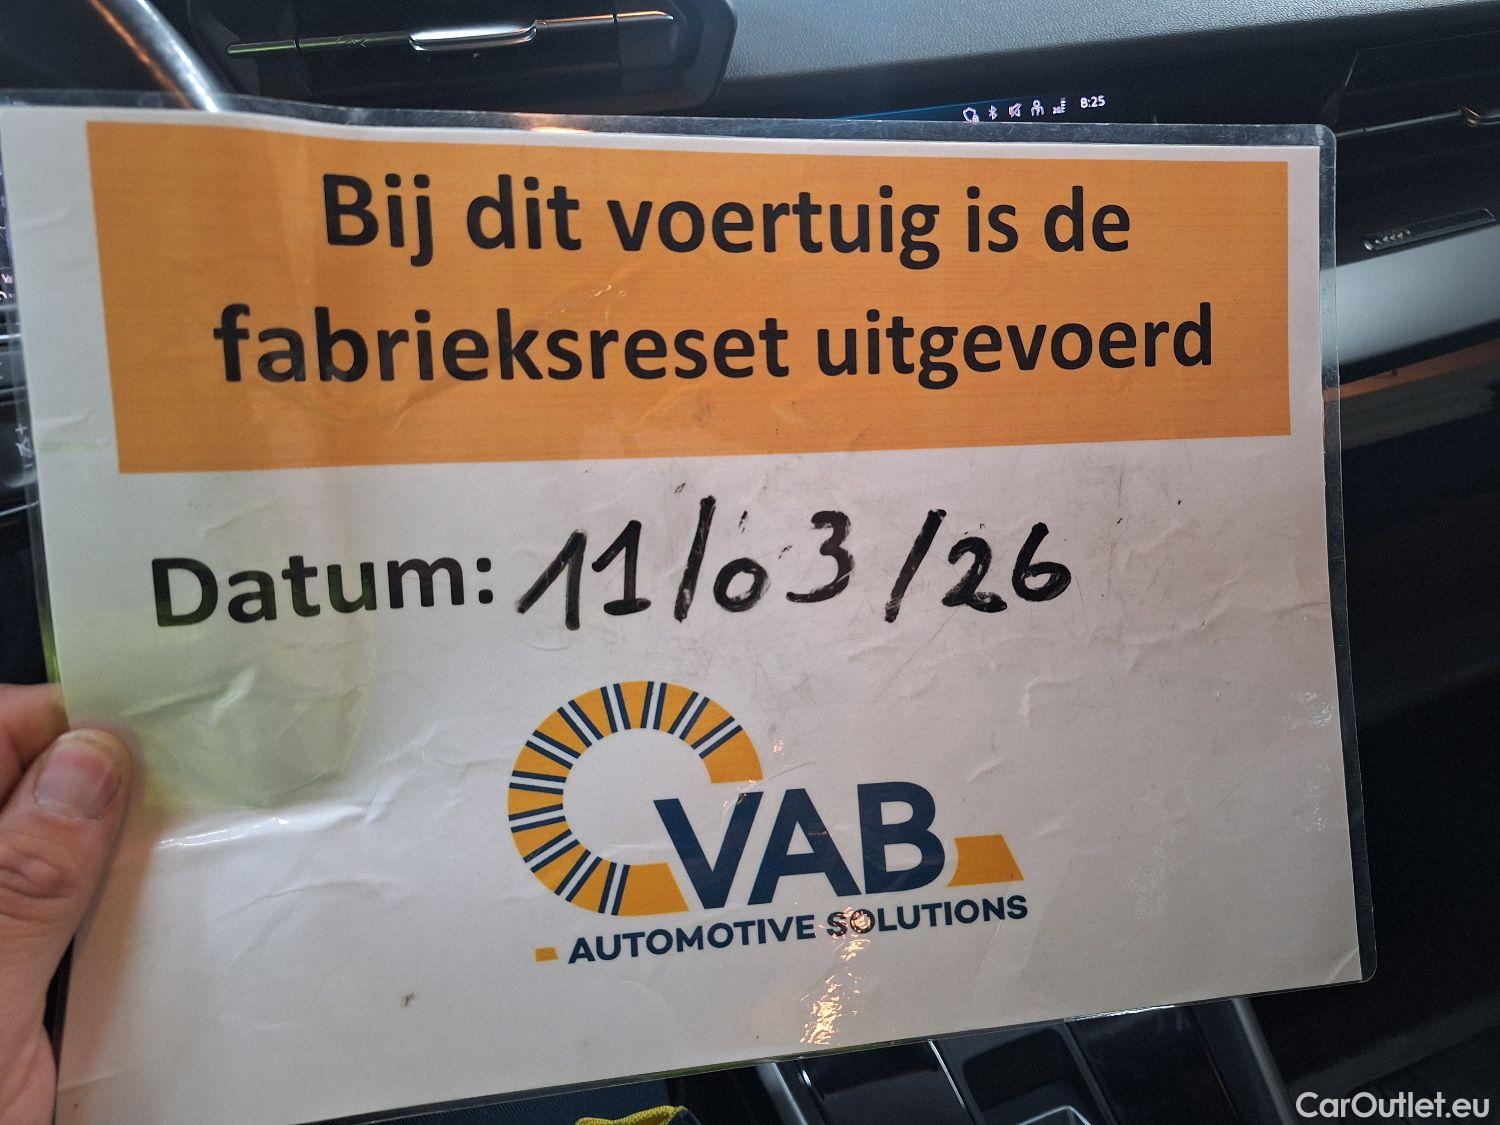 8:25
Bij dit voertuig is de
fabrieksreset uitgevoerd
Datum: 11/03/26
VAB
AUTOMOTIVE SOLUTIONS
CarOutlet.eu